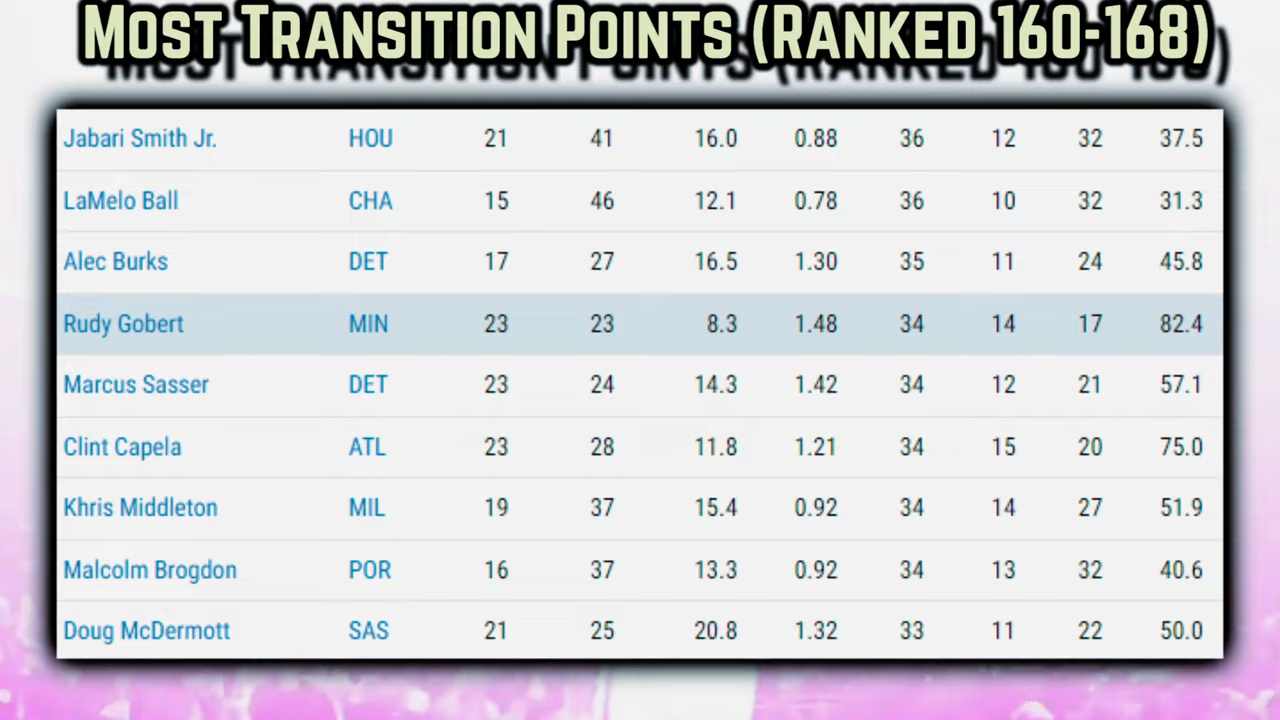 Most Transition Points (Ranked 160-168)
Jabari Smith Jr. HOU 21 41 16.0 0.88 36 12 32 37.5
LaMelo Ball CHA 15 46 12.1 0.78 36 10 32 31.3
Alec Burks DET 17 27 16.5 1.30 35 11 24 45.8
Rudy Gobert MIN 23 23 8.3 1.48 34 14 17 82.4
Marcus Sasser DET 23 24 14.3 1.42 34 12 21 57.1
Clint Capela ATL 23 28 11.8 1.21 34 15 20 75.0
Khris Middleton MIL 19 37 15.4 0.92 34 14 27 51.9
Malcolm Brogdon POR 16 37 13.3 0.92 34 13 32 40.6
Doug McDermott SAS 21 25 20.8 1.32 33 11 22 50.0